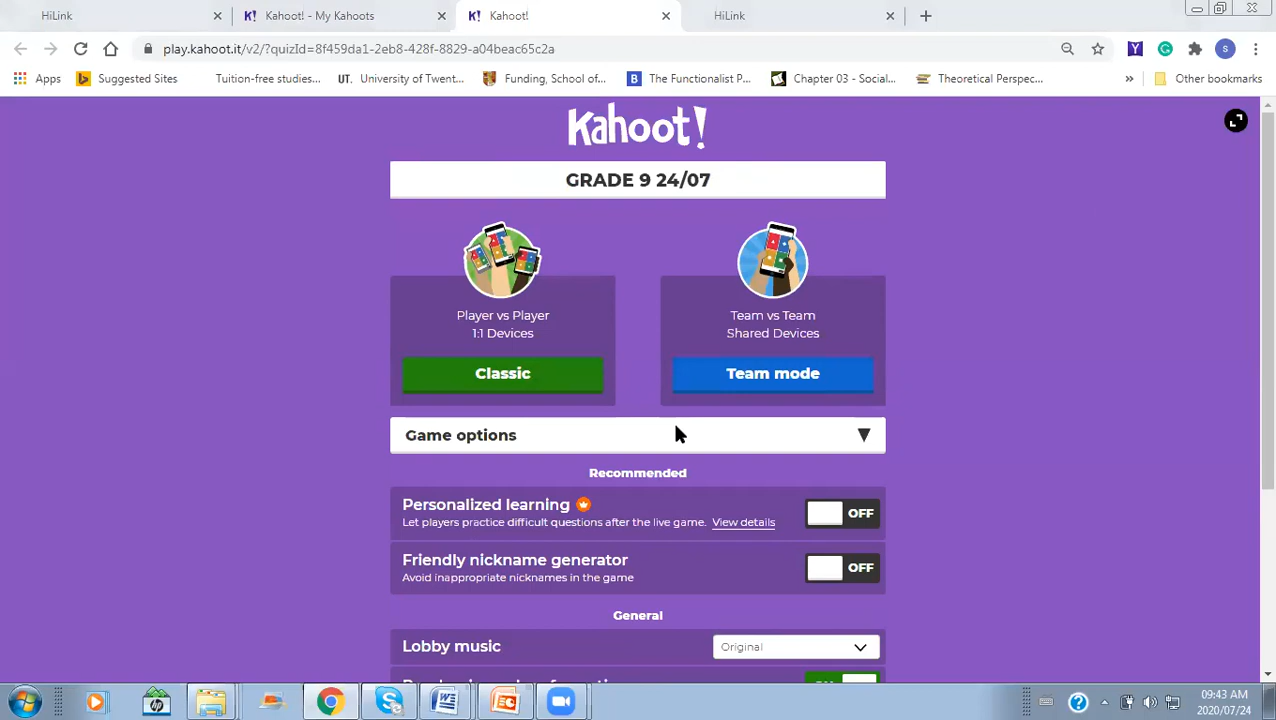 HiLink
Kahoot! - My Kahoots
Kahoot!
HiLink
play.kahoot.it/v2/?quizId=8f459da1-2eb8-428f-8829-a04beac65c2a
Apps
Suggested Sites
Tuition-free studies...
UT. University of Twent...
Funding, School of...
The Functionalist P...
Chapter 03 - Social...
Theoretical Perspec...
Other bookmarks
Kahoot!
GRADE 9 24/07
Player vs Player
1:1 Devices
Classic
Team vs Team
Shared Devices
Team mode
Game options
Recommended
Personalized learning
Let players practice difficult questions after the live game. View details
OFF
Friendly nickname generator
Avoid inappropriate nicknames in the game
OFF
General
Lobby music
Original
09:43 AM
2020/07/24